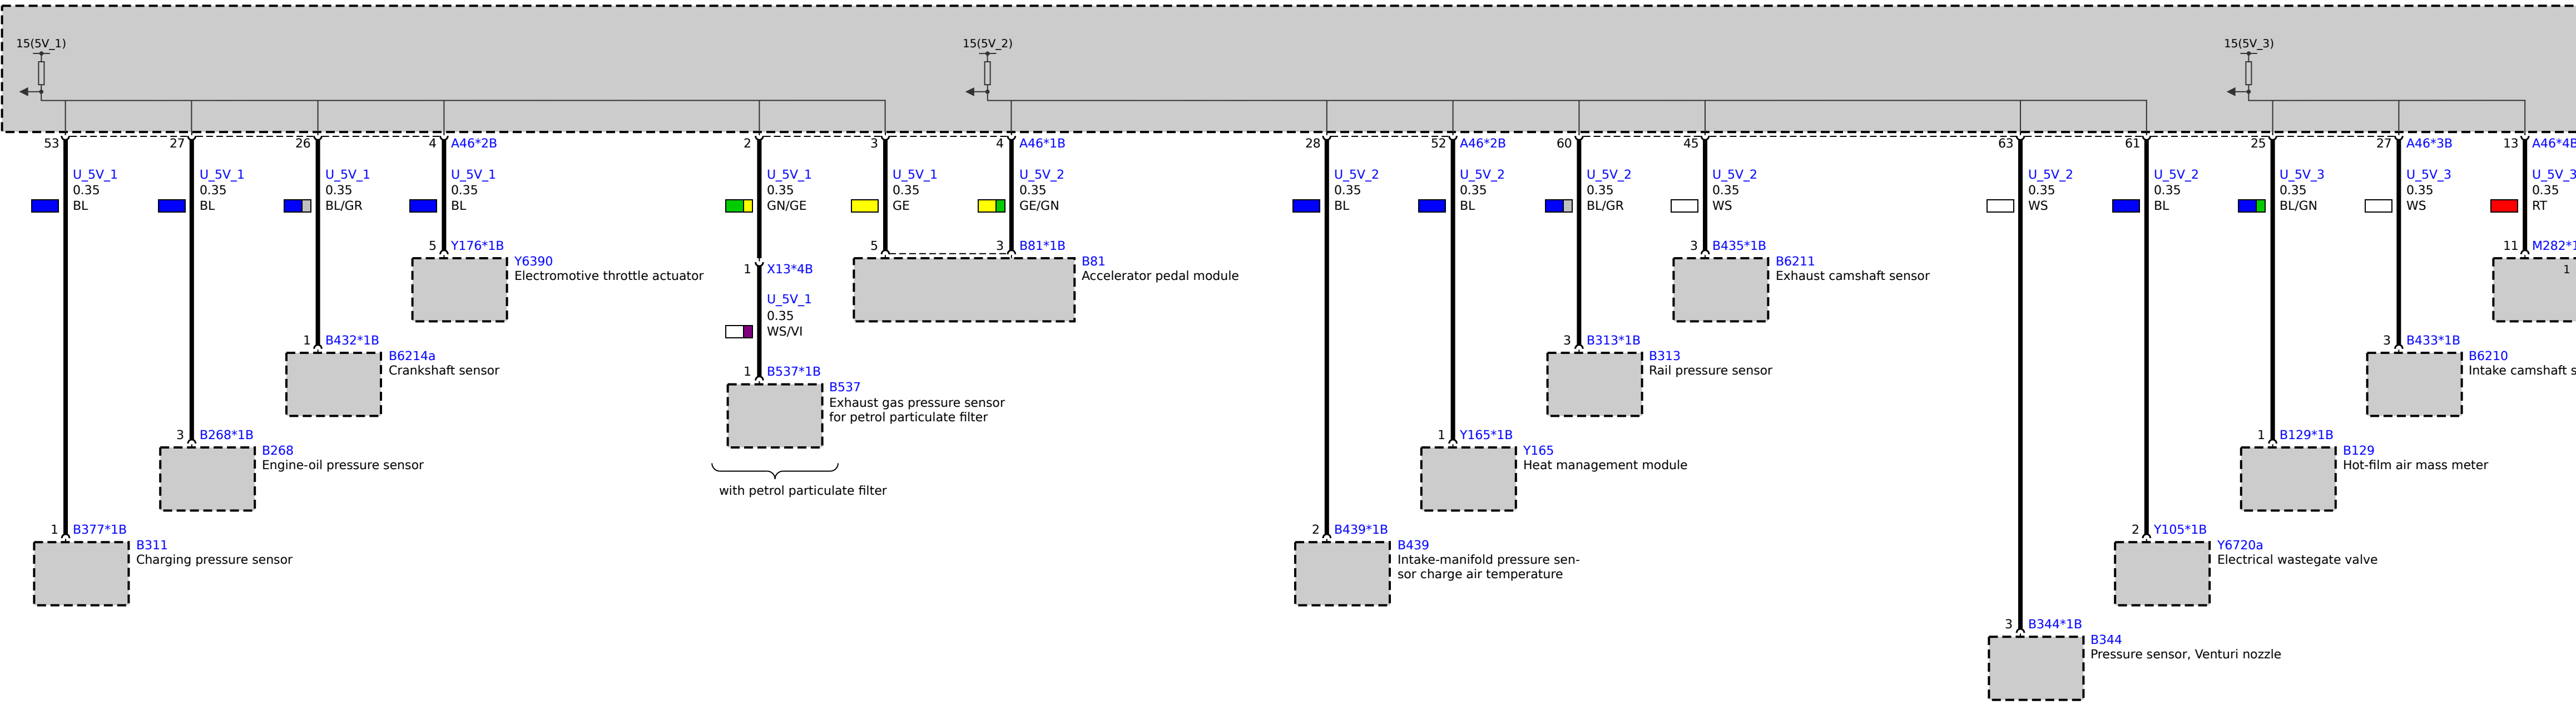 15(5V_1)
15(5V_2)
15(5V_3)
53
27
26
4
A46*2B
2
3
4
A46*1B
28
52
A46*2B
60
45
63
61
25
27
A46*3B
13
A46*4B
U_5V_1
0.35
BL
U_5V_1
0.35
BL
U_5V_1
0.35
BL/GR
U_5V_1
0.35
BL
U_5V_1
0.35
GN/GE
U_5V_1
0.35
GE
U_5V_2
0.35
GE/GN
U_5V_2
0.35
BL
U_5V_2
0.35
BL
U_5V_2
0.35
BL/GR
U_5V_2
0.35
WS
U_5V_2
0.35
WS
U_5V_2
0.35
BL
U_5V_3
0.35
BL/GN
U_5V_3
0.35
WS
U_5V_3
0.35
RT
5
Y176*1B
Y6390
Electromotive throttle actuator
1
X13*4B
U_5V_1
0.35
WS/VI
5
3
B81*1B
B81
Accelerator pedal module
3
B435*1B
B6211
Exhaust camshaft sensor
11
M282*1
1
1
B432*1B
B6214a
Crankshaft sensor
1
B537*1B
B537
Exhaust gas pressure sensor
for petrol particulate filter
with petrol particulate filter
3
B313*1B
B313
Rail pressure sensor
3
B433*1B
B6210
Intake camshaft s
3
B268*1B
B268
Engine-oil pressure sensor
1
Y165*1B
Y165
Heat management module
1
B129*1B
B129
Hot-film air mass meter
1
B377*1B
B311
Charging pressure sensor
2
B439*1B
B439
Intake-manifold pressure sen-
sor charge air temperature
2
Y105*1B
Y6720a
Electrical wastegate valve
3
B344*1B
B344
Pressure sensor, Venturi nozzle